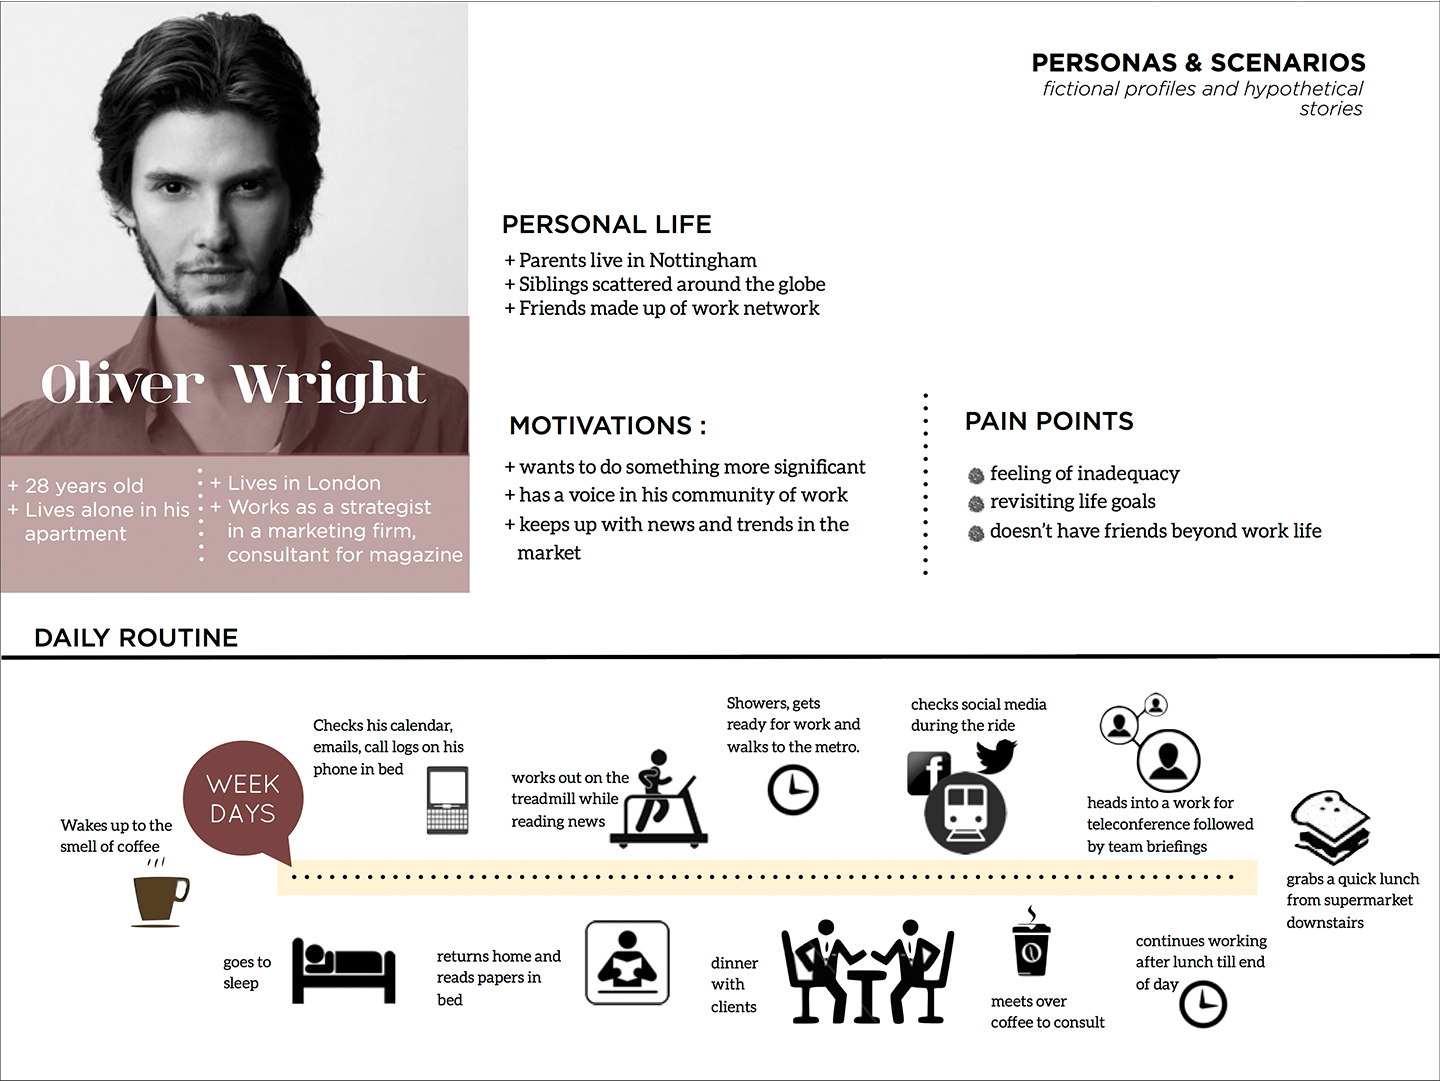 PERSONAS & SCENARIOS
fictional profiles and hypothetical
stories
Oliver Wright
+ 28 years old
+ Lives alone in his
apartment
+ Lives in London
+ Works as a strategist
in a marketing firm,
consultant for magazine
PERSONAL LIFE
+ Parents live in Nottingham
+ Siblings scattered around the globe
+ Friends made up of work network
MOTIVATIONS :
+ wants to do something more significant
+ has a voice in his community of work
+ keeps up with news and trends in the
market
PAIN POINTS
feeling of inadequacy
revisiting life goals
doesn't have friends beyond work life
DAILY ROUTINE
WEEK
DAYS
Wakes up to the
smell of coffee
Checks his calendar,
emails, call logs on his
phone in bed
works out on the
treadmill while
reading news
Showers, gets
ready for work and
walks to the metro.
checks social media
during the ride
f
heads into a work for
teleconference followed
by team briefings
grabs a quick lunch
from supermarket
downstairs
continues working
after lunch till end
of day
meets over
coffee to consult
dinner
with
clients
returns home and
reads papers in
bed
goes to
sleep